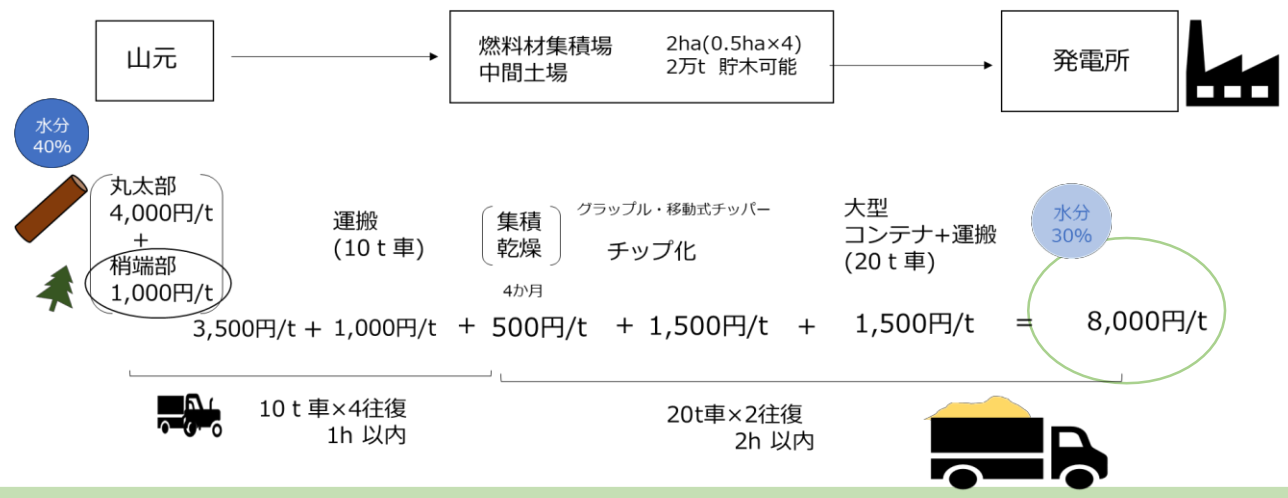 山元
燃料材集積場
中間土場
2ha(0.5ha×4)
2万t 貯木可能
発電所
水分
40%
丸太部
4,000円/t
+
梢端部
1,000円/t
運搬
(10ｔ車)
集積
乾燥
4か月
グラップル・移動式チッパー
チップ化
大型
コンテナ+運搬
(20ｔ車)
水分
30%
3,500円/t + 1,000円/t + 500円/t + 1,500円/t + 1,500円/t = 8,000円/t
10ｔ車×4往復
1h 以内
20t車×2往復
2h 以内